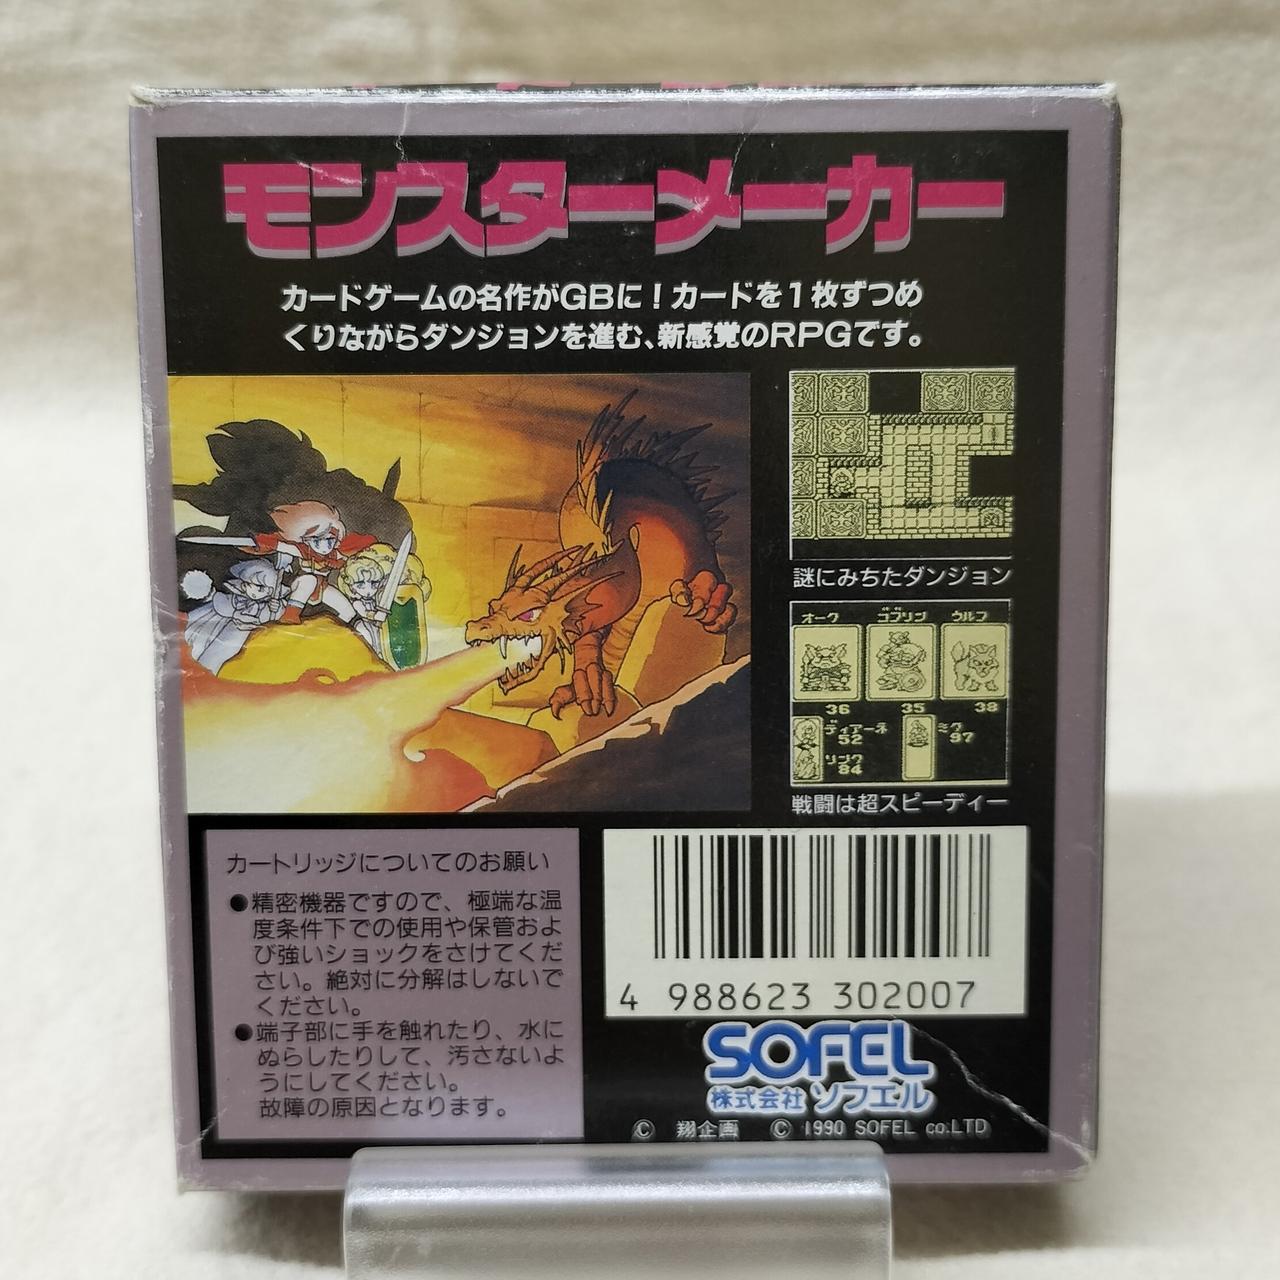 モンスターメーカー
カードゲームの名作がGBに!カードを1枚ずつめ
くりながらダンジョンを進む、新感覚のRPGです。
謎にみちたダンジョン
オーク ゴブリン ウルフ
36 35 38
ディアーネ
52
ミク
97
リンク
84
戦闘は超スピーディー
カートリッジについてのお願い
●精密機器ですので、極端な温
度条件下での使用や保管およ
び強いショックをさけてくだ
さい。絶対に分解はしないで
ください。
●端子部に手を触れたり、水に
ぬらしたりして、汚さないよ
うにしてください。
故障の原因となります。
4 988623 302007
SOFEL
株式会社 ソフエル
© 翔企画 © 1990 SOFEL co.LTD